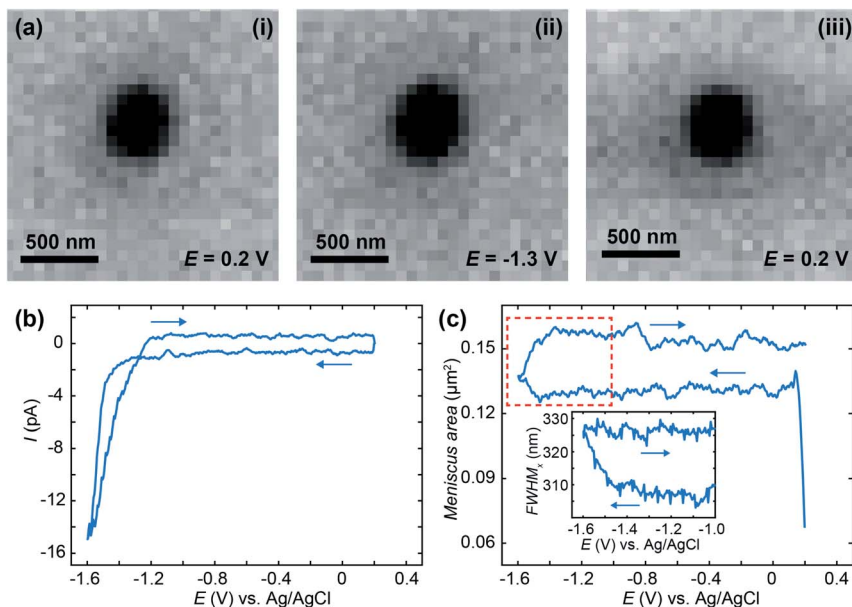 (a)
(i)
500 nm
E = 0.2 V
(ii)
500 nm
E = -1.3 V
(iii)
500 nm
E = 0.2 V
(b)
I (pA)
0
-4
-8
-12
-16
-1.6 -1.2 -0.8 -0.4 0 0.4
E (V) vs. Ag/AgCl
(c)
Meniscus area (μm²)
0.15
0.12
0.09
0.06
-1.6 -1.2 -0.8 -0.4 0 0.4
E (V) vs. Ag/AgCl
FWHMₓ (nm)
330
320
310
-1.6 -1.4 -1.2 -1.0
E (V) vs. Ag/AgCl